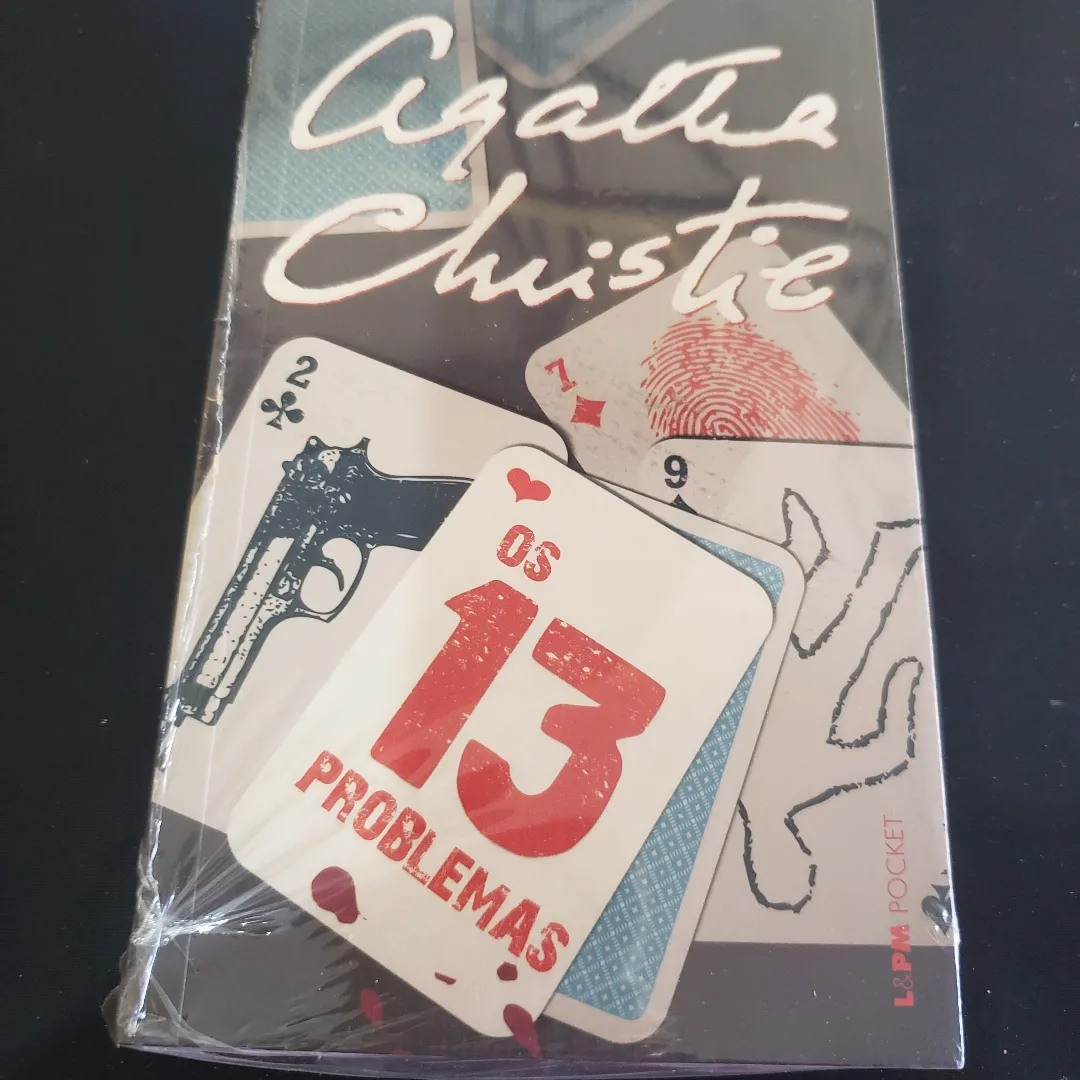 Agatha
Christie
2
7
9
OS
13
PROBLEMAS
L&PM POCKET